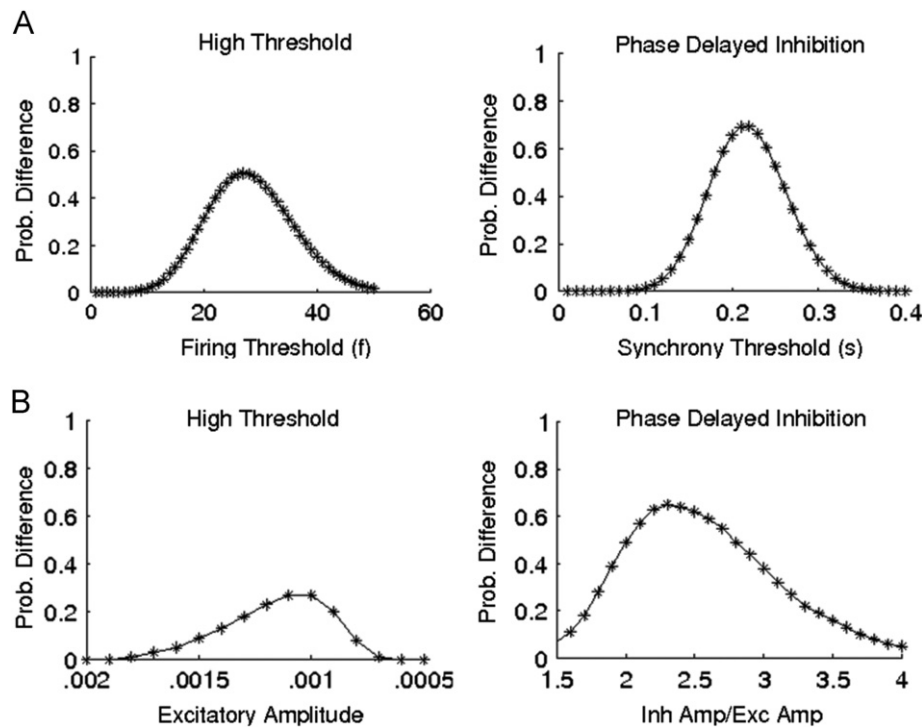 A
High Threshold
Prob. Difference
1
0.8
0.6
0.4
0.2
0
0 20 40 60
Firing Threshold (f)
Phase Delayed Inhibition
Prob. Difference
1
0.8
0.6
0.4
0.2
0
0 0.1 0.2 0.3 0.4
Synchrony Threshold (s)
B
High Threshold
Prob. Difference
1
0.8
0.6
0.4
0.2
0
.002 .0015 .001 .0005
Excitatory Amplitude
Phase Delayed Inhibition
Prob. Difference
1
0.8
0.6
0.4
0.2
0
1.5 2 2.5 3 3.5 4
Inh Amp/Exc Amp